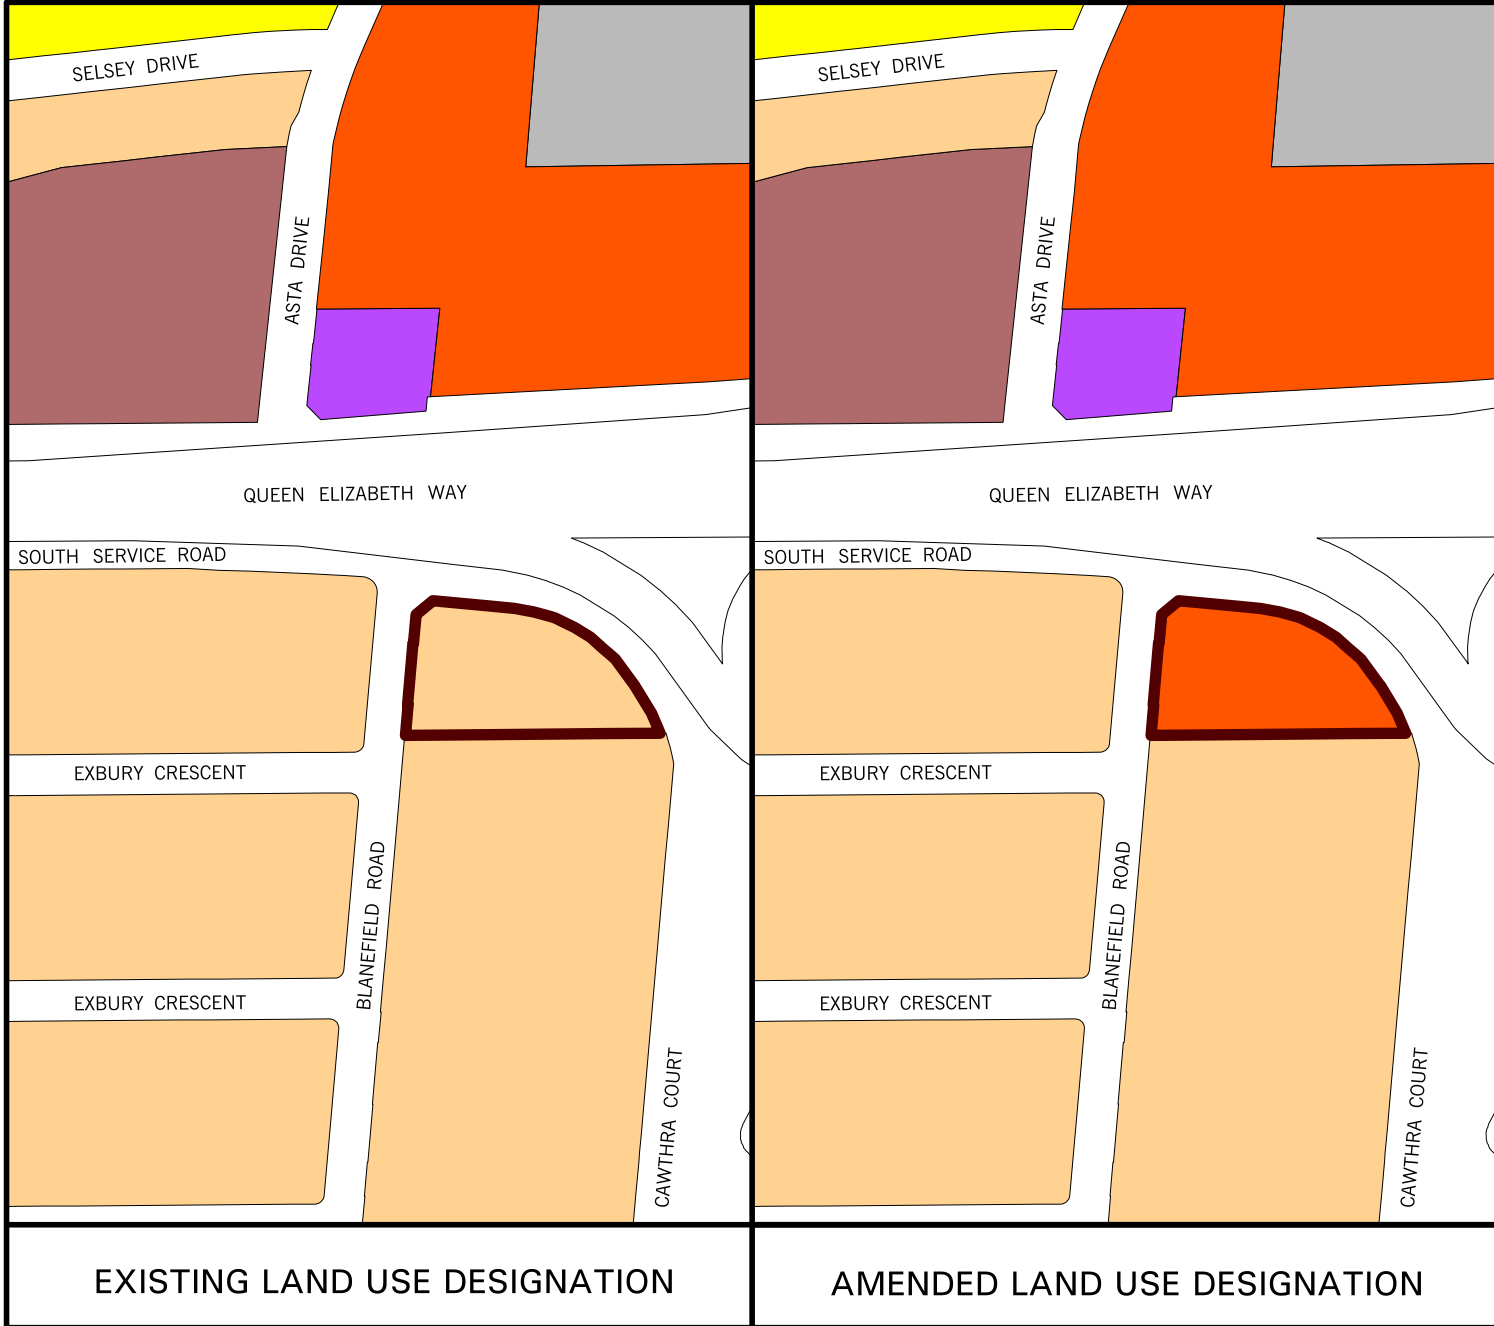 SELSEY DRIVE
ASTA DRIVE
QUEEN ELIZABETH WAY
SOUTH SERVICE ROAD
EXBURY CRESCENT
BLANEFIELD ROAD
EXBURY CRESCENT
CAWTHRA COURT
EXISTING LAND USE DESIGNATION
SELSEY DRIVE
ASTA DRIVE
QUEEN ELIZABETH WAY
SOUTH SERVICE ROAD
EXBURY CRESCENT
BLANEFIELD ROAD
EXBURY CRESCENT
CAWTHRA COURT
AMENDED LAND USE DESIGNATION